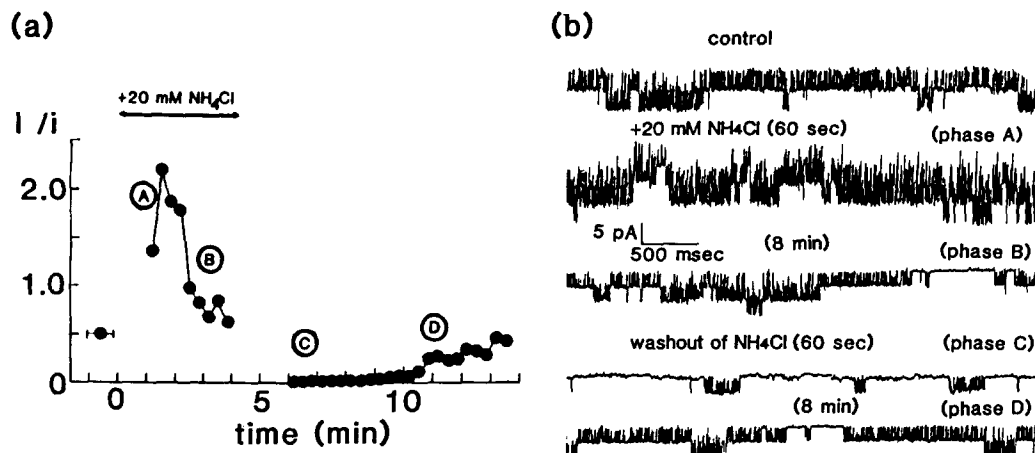 (a)
+20 mM NH4Cl
I /i
2.0
1.0
0
A
B
C
D
0 5 10
time (min)
(b)
control
+20 mM NH4Cl (60 sec) (phase A)
5 pA
500 msec
(8 min) (phase B)
washout of NH4Cl (60 sec) (phase C)
(8 min) (phase D)